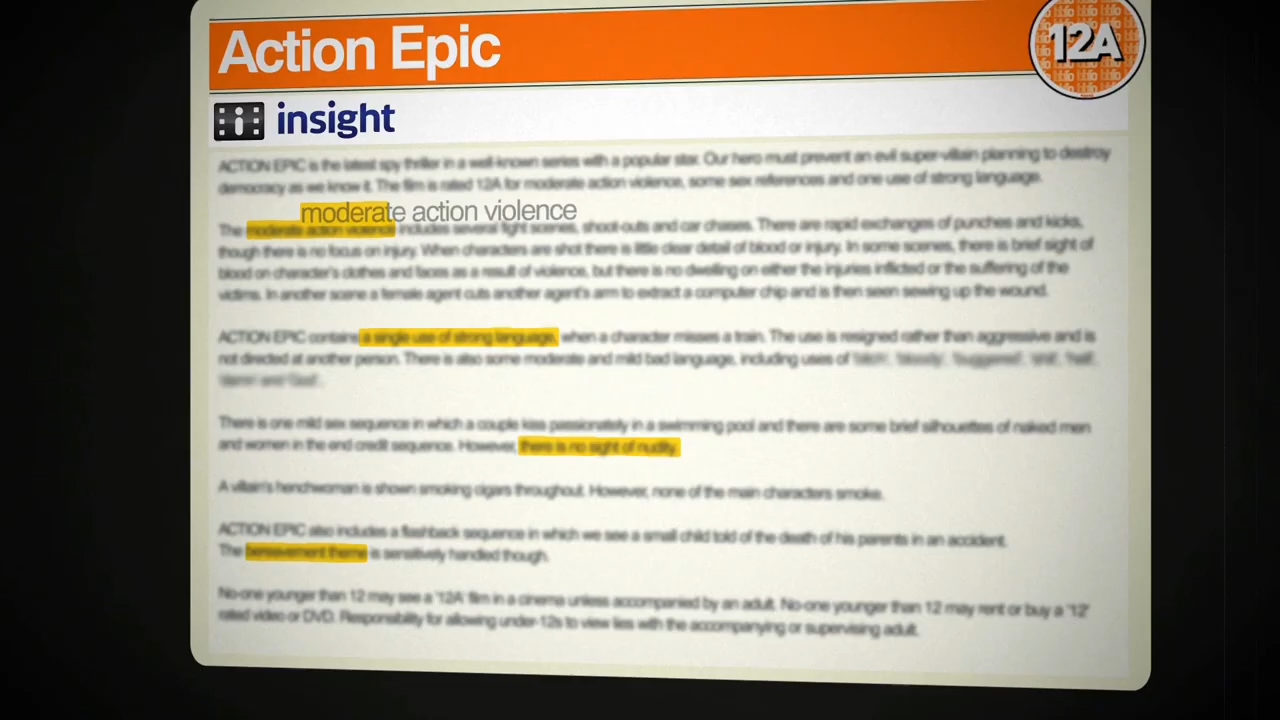 Action Epic
12A
insight
ACTION EPIC is the latest spy thriller in a well-known series with a popular star. Our hero must prevent an evil super-villain planning to destroy
democracy as we know it. The film is rated 12A for moderate action violence, some sex references and one use of strong language.
moderate action violence
The moderate action violence includes several fight scenes, shoot-outs and car chases. There are rapid exchanges of punches and kicks,
though there is no focus on injury. When characters are shot there is little clear detail of blood or injury. In some scenes, there is brief sight of
blood on character's clothes and faces as a result of violence, but there is no dwelling on either the injuries inflicted or the suffering of the
victims. In another scene a female agent cuts another agent's arm to extract a computer chip and is then seen sewing up the wound.
ACTION EPIC contains a single use of strong language, when a character misses a train. The use is resigned rather than aggressive and is
not directed at another person. There is also some moderate and mild bad language, including uses of
There is one mild sex sequence in which a couple kiss passionately in a swimming pool and there are some brief silhouettes of naked men
and women in the end credit sequence. However, there is no sight of nudity.
A villain's henchwoman is shown smoking cigars throughout. However, none of the main characters smoke.
ACTION EPIC also includes a flashback sequence in which we see a small child told of the death of his parents in an accident.
The bereavement theme is sensitively handled though.
No-one younger than 12 may see a '12A' film in a cinema unless accompanied by an adult. No-one younger than 12 may rent or buy a '12'
rated video or DVD. Responsibility for allowing under-12s to view lies with the accompanying or supervising adult.